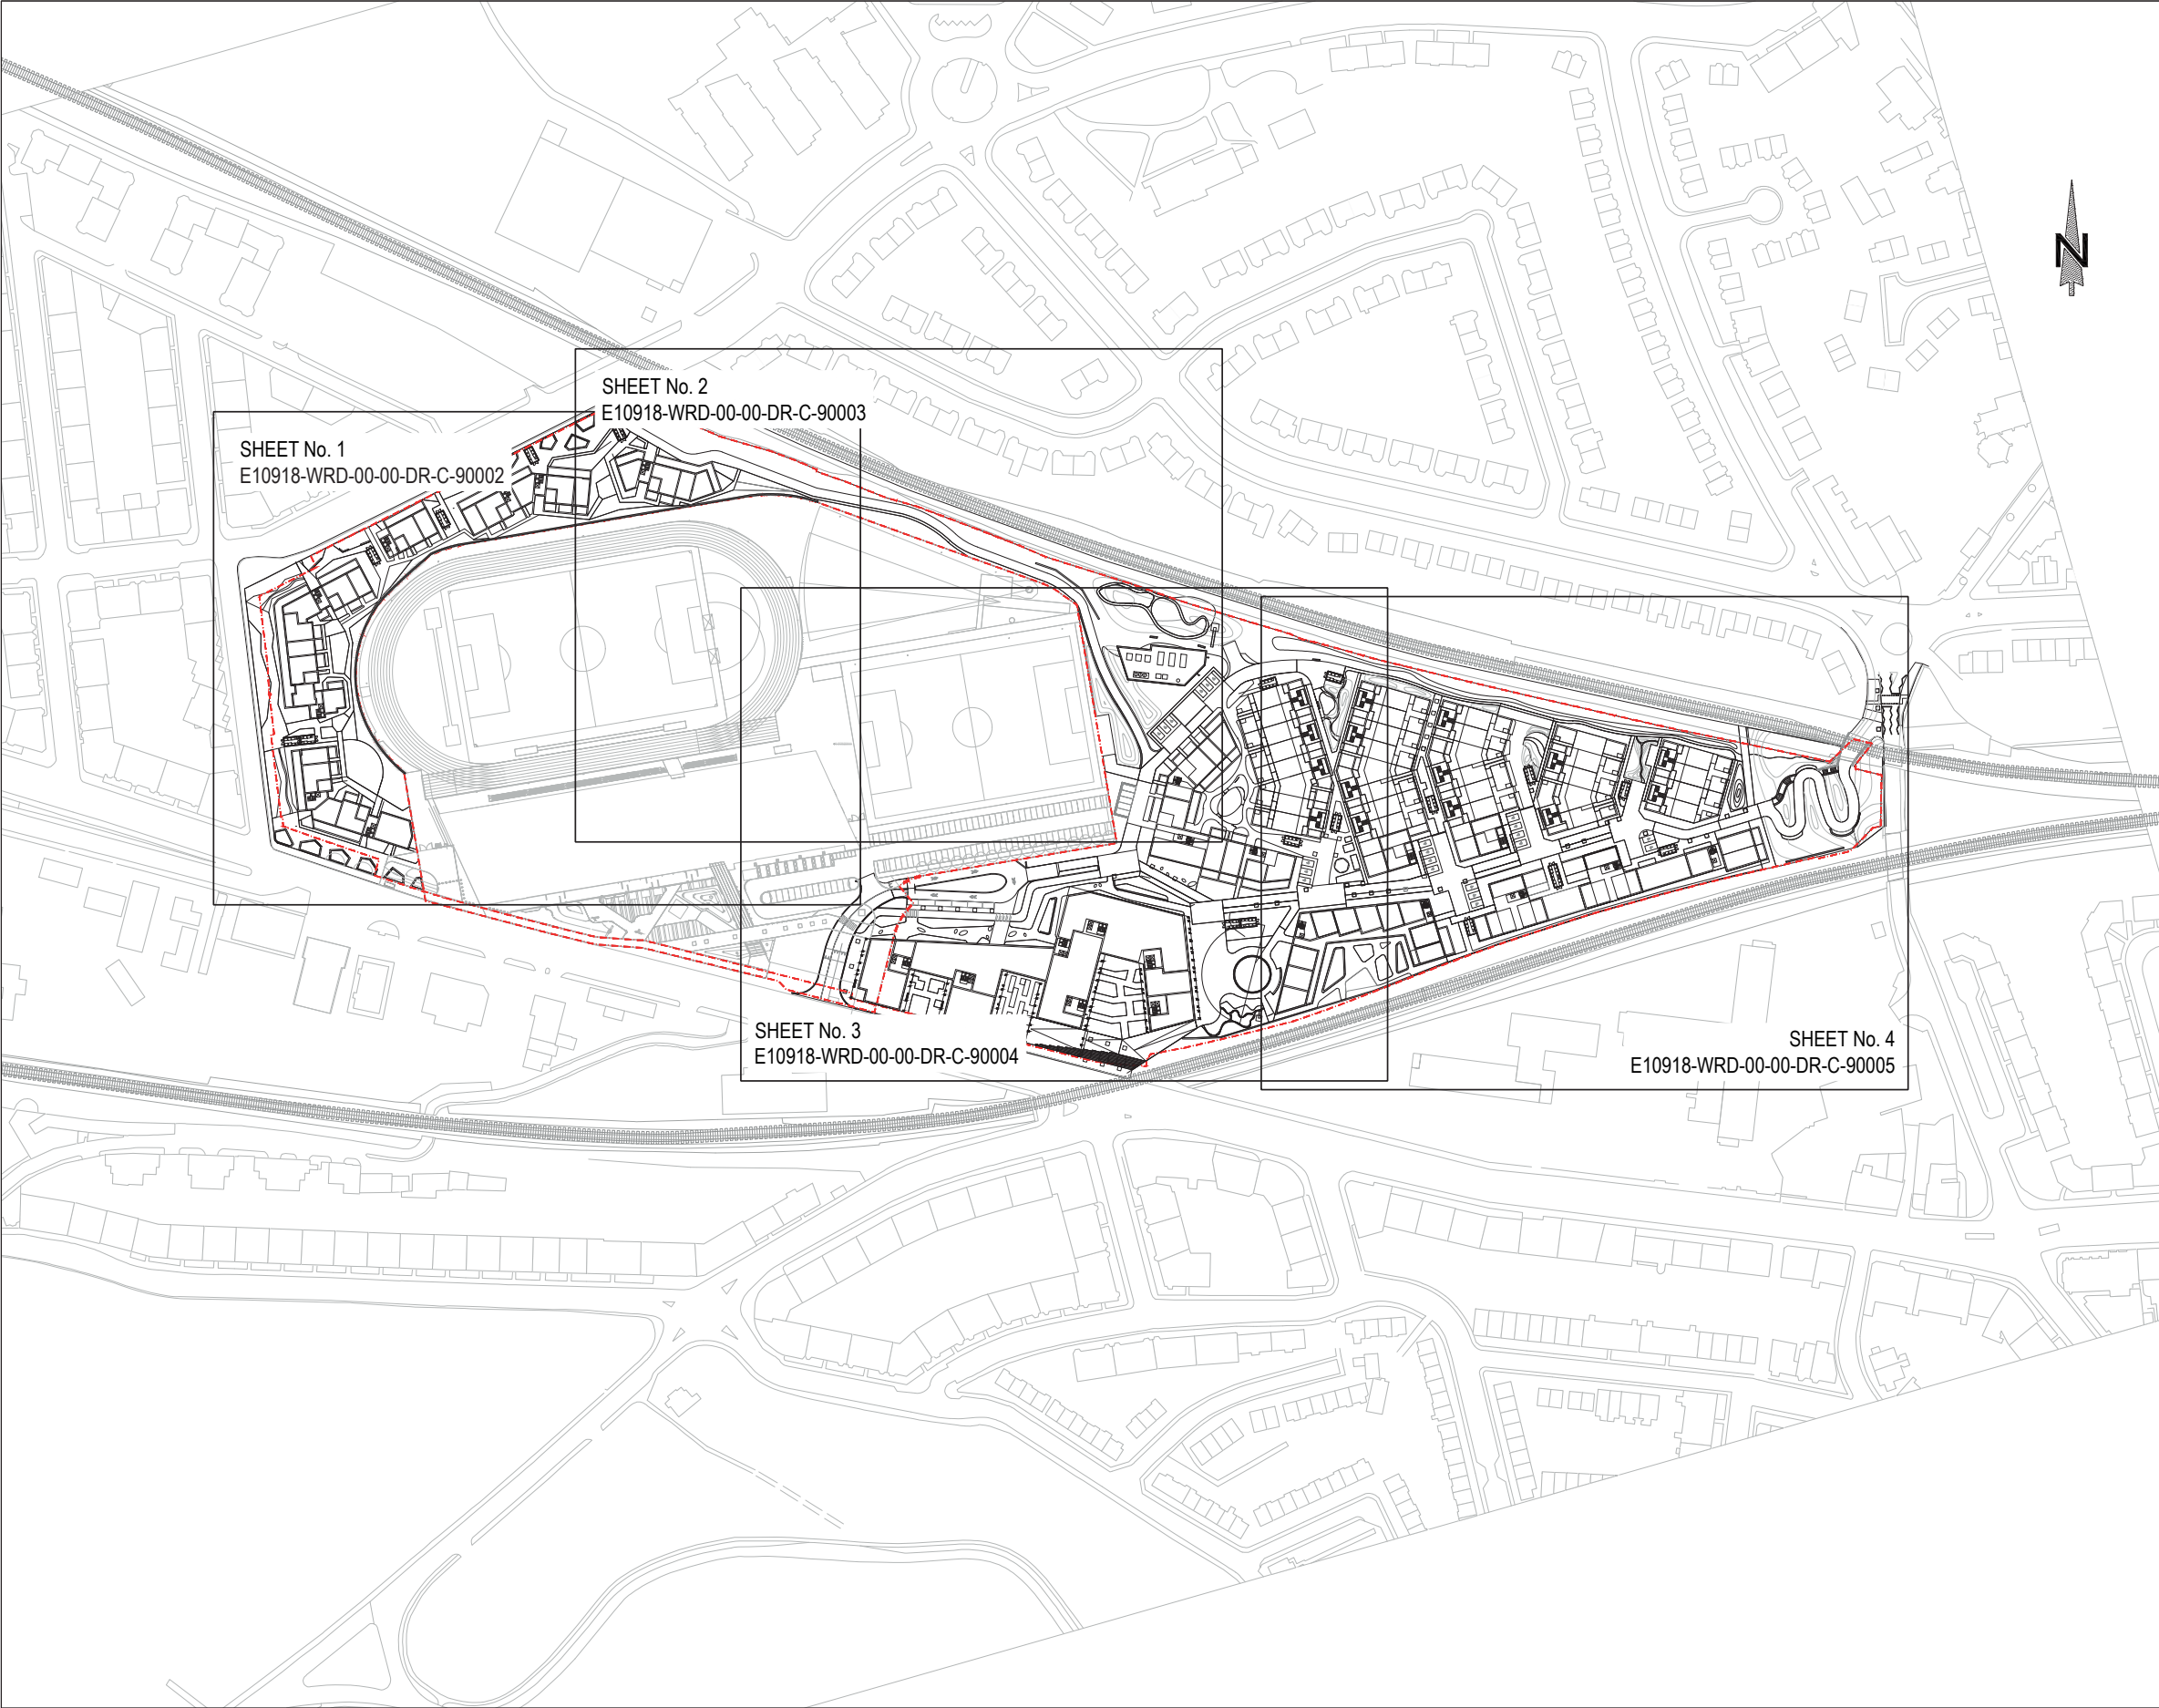 N
SHEET No. 2
E10918-WRD-00-00-DR-C-90003
SHEET No. 1
E10918-WRD-00-00-DR-C-90002
SHEET No. 3
E10918-WRD-00-00-DR-C-90004
SHEET No. 4
E10918-WRD-00-00-DR-C-90005